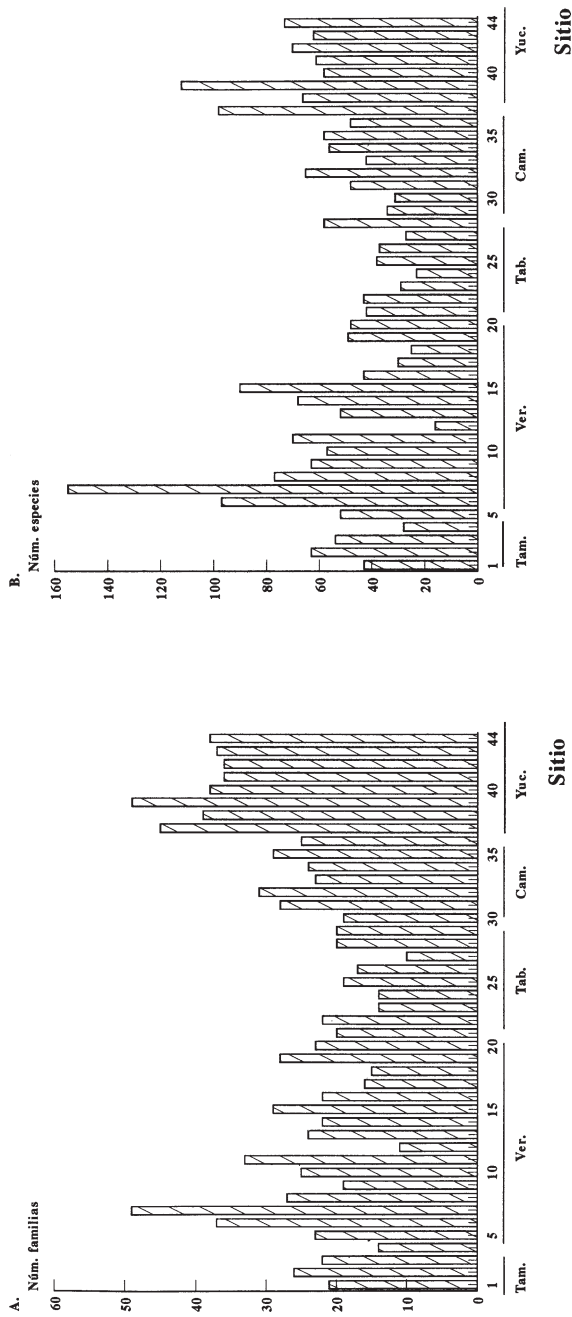 A.
Núm. familias
60
50
40
30
20
10
0
1 5 10 15 20 25 30 35 40 44
Tam. Ver. Tab. Cam. Yuc.
Sitio
B.
Núm. especies
160
140
120
100
80
60
40
20
0
1 5 10 15 20 25 30 35 40 44
Tam. Ver. Tab. Cam. Yuc.
Sitio